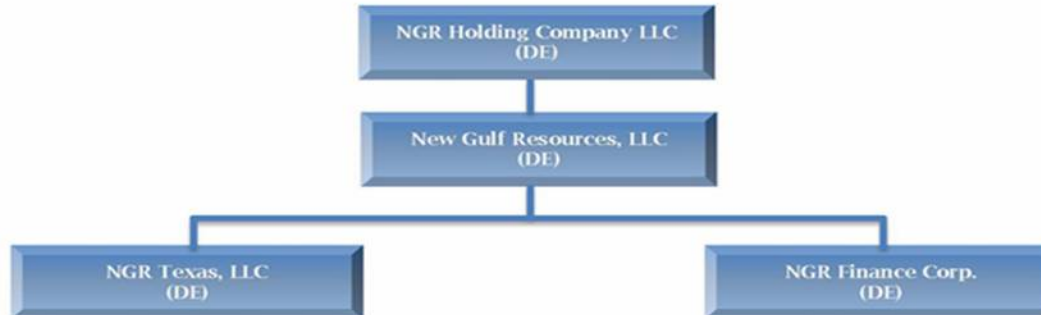 NGR Holding Company LLC
(DE)
New Gulf Resources, LLC
(DE)
NGR Texas, LLC
(DE)
NGR Finance Corp.
(DE)